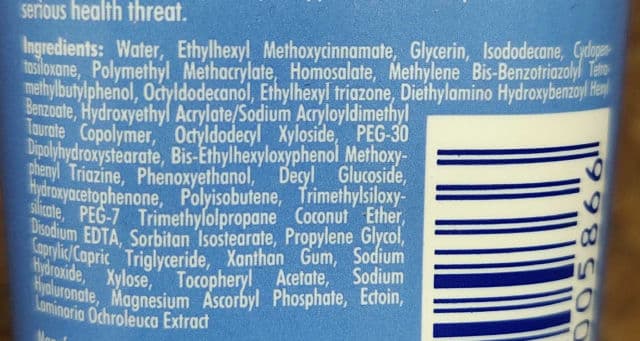 serious health threat.
Ingredients: Water, Ethylhexyl Methoxycinnamate, Glycerin, Isododecane, Cyclopen-
tasiloxane, Polymethyl Methacrylate, Homosalate, Methylene Bis-Benzotriazolyl Tetra-
methylbutylphenol, Octyldodecanol, Ethylhexyl triazone, Diethylamino Hydroxybenzoyl Hexyl
Benzoate, Hydroxyethyl Acrylate/Sodium Acryloyldimethyl
Taurate Copolymer, Octyldodecyl Xyloside, PEG-30
Dipolyhydroxystearate, Bis-Ethylhexyloxyphenol Methoxy-
phenyl Triazine, Phenoxyethanol, Decyl Glucoside,
Hydroxyacetophenone, Polyisobutene, Trimethylsiloxy-
silicate, PEG-7 Trimethylolpropane Coconut Ether,
Disodium EDTA, Sorbitan Isostearate, Propylene Glycol,
Caprylic/Capric Triglyceride, Xanthan Gum, Sodium
Hydroxide, Xylose, Tocopheryl Acetate, Sodium
Hyaluronate, Magnesium Ascorbyl Phosphate, Ectoin,
Laminaria Ochroleuca Extract
005866